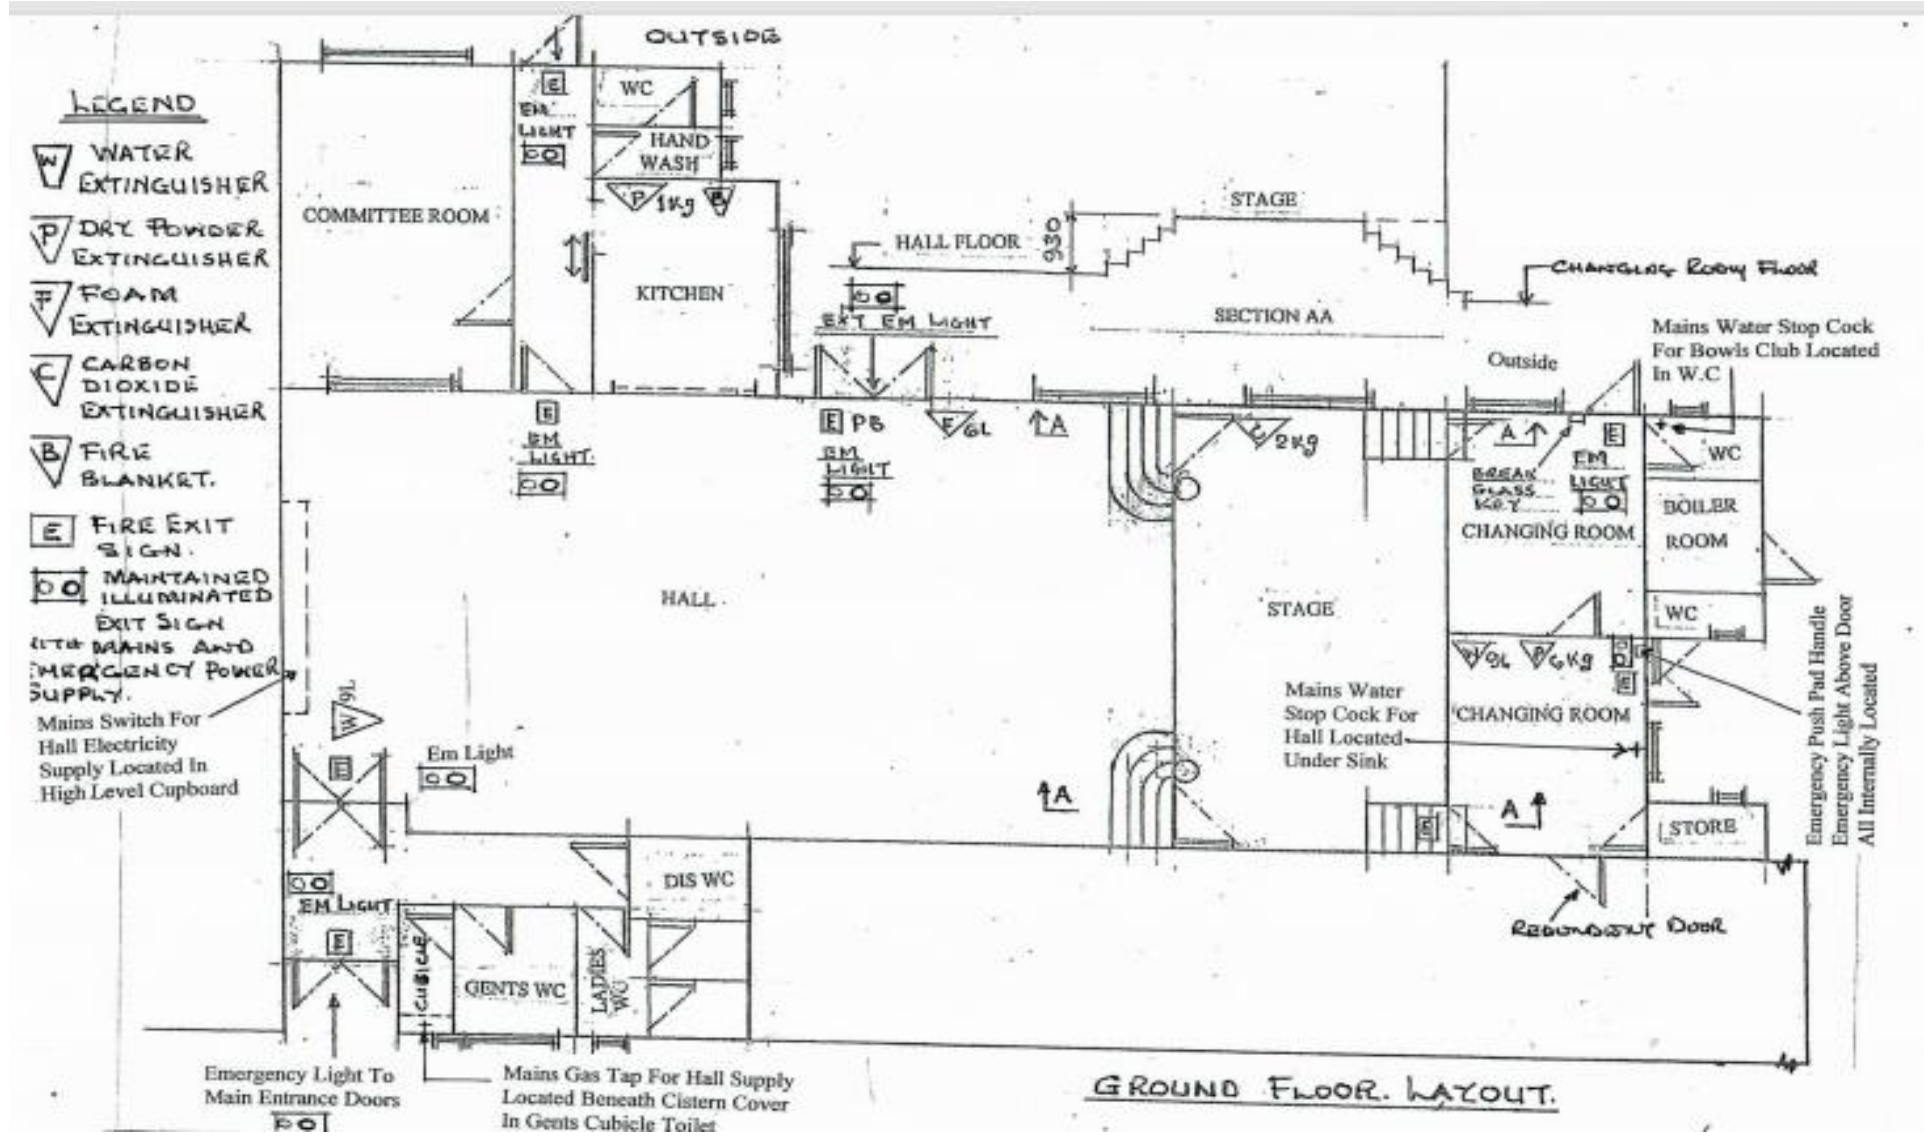 LEGEND
W WATER
EXTINGUISHER
P DRY POWDER
EXTINGUISHER
F FOAM
EXTINGUISHER
C CARBON
DIOXIDE
EXTINGUISHER
B FIRE
BLANKET.
E FIRE EXIT
SIGN.
MAINTAINED
ILLUMINATED
EXIT SIGN
ITH MAINS AND
MERGENCY POWER
SUPPLY.
Mains Switch For
Hall Electricity
Supply Located In
High Level Cupboard
OUTSIDE
E
EM
LIGHT
WC
HAND
WASH
P 1Kg B
COMMITTEE ROOM
KITCHEN
HALL FLOOR
930
STAGE
SECTION AA
CHANGING ROOM FLOOR
EXT EM LIGHT
Outside
Mains Water Stop Cock
For Bowls Club Located
In W.C
E
EM
LIGHT.
E PB
EM
LIGHT
F 6L
A
C 2Kg
A
BREAK
GLASS
KEY
E
EM
LIGHT
WC
BOILER
ROOM
CHANGING ROOM
WC
HALL
STAGE
W 9L P 6Kg
E
CHANGING ROOM
Mains Water
Stop Cock For
Hall Located
Under Sink
Emergency Push Pad Handle
Emergency Light Above Door
All Internally Located
W 9L
E
Em Light
A
E
A
STORE
REDUNDANT DOOR
EM LIGHT
E
CUBICLE
GENTS WC
LADIES
WC
DIS WC
Emergency Light To
Main Entrance Doors
Mains Gas Tap For Hall Supply
Located Beneath Cistern Cover
In Gents Cubicle Toilet
GROUND FLOOR. LAYOUT.